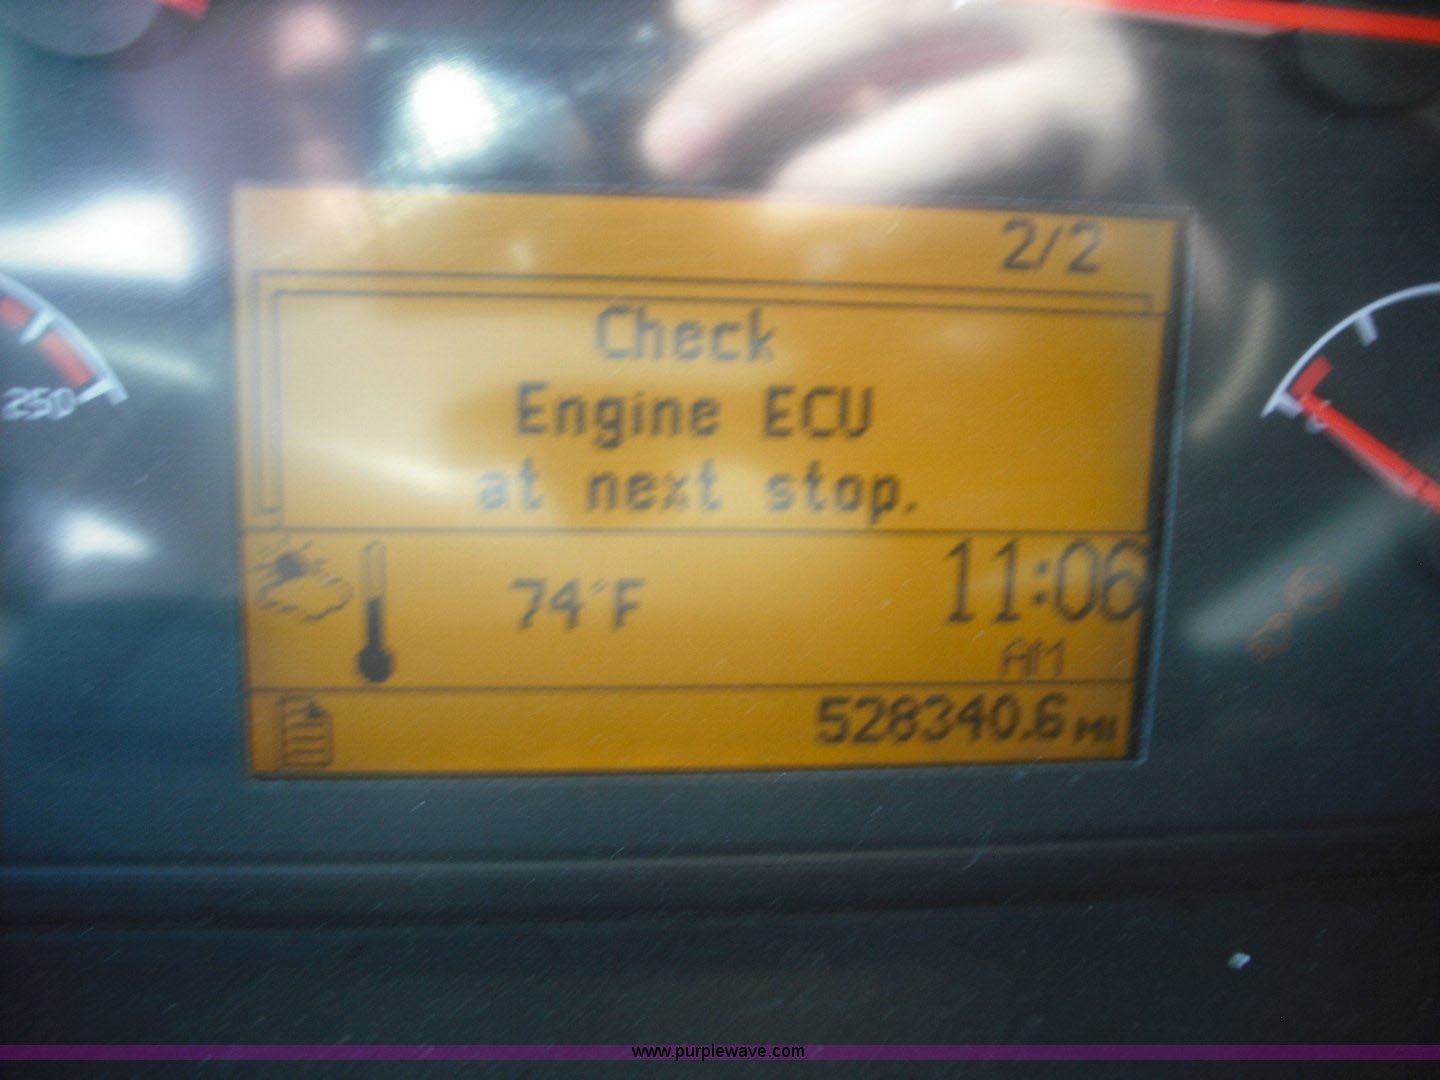 2/2
Check
Engine ECU
at next stop.
250
74°F
11:06
AM
528340.6 MI
www.purplewave.com